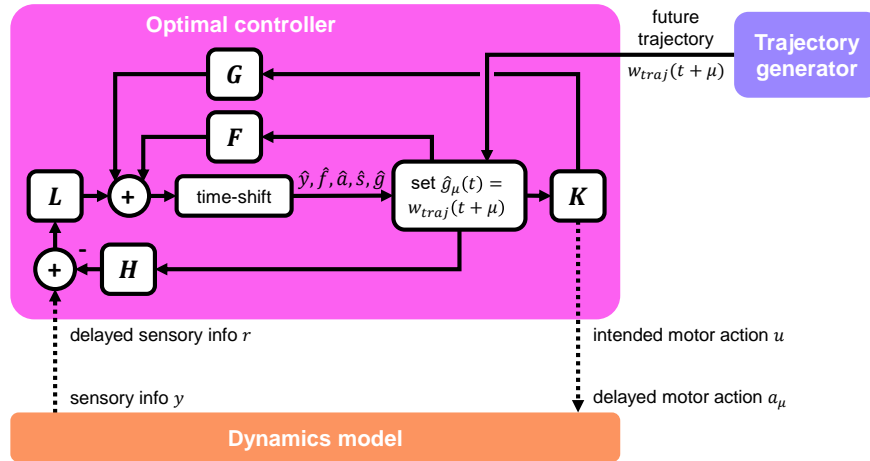 Optimal controller
future
trajectory
w_traj(t + μ)
Trajectory
generator
G
F
L
+
time-shift
ŷ, f̂, â, ŝ, ĝ
set ĝ_μ(t) =
w_traj(t + μ)
K
-
+
H
delayed sensory info r
intended motor action u
sensory info y
delayed motor action a_μ
Dynamics model